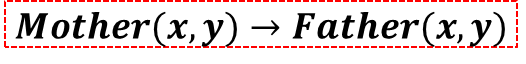 Mother(x, y) → Father(x, y)